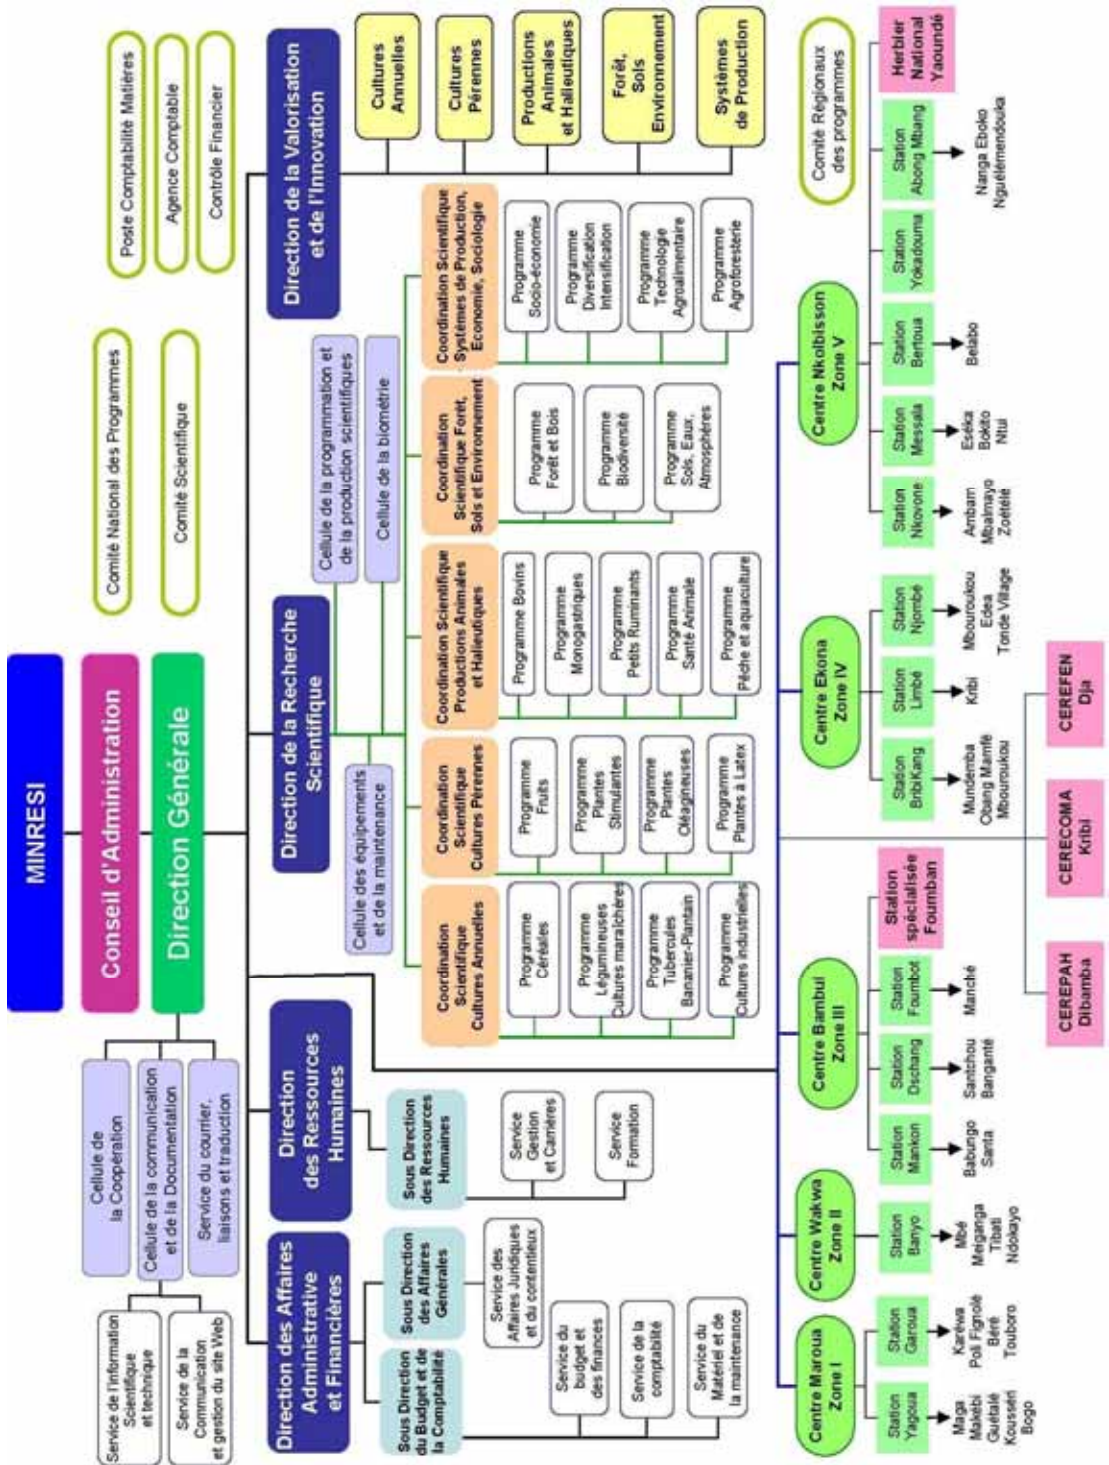 MINRESI
Conseil d'Administration
Direction Générale
Comité National des Programmes
Comité Scientifique
Poste Comptabilité Matières
Agence Comptable
Contrôle Financier
Cellule de
la Coopération
Cellule de la communication
et de la Documentation
Service du courrier,
liaisons et traduction
Service de l'information
Scientifique
et technique
Service de la
Communication
et gestion du site Web
Direction des Affaires
Administrative
et Financières
Direction
des Ressources
Humaines
Direction de la Recherche
Scientifique
Direction de la Valorisation
et de l'Innovation
Cellule de la programmation et
de la production scientifiques
Cellule de la biométrie
Cellule des équipements
et de la maintenance
Sous Direction
du Budget et de
la Comptabilité
Sous Direction
des Affaires
Générales
Sous Direction
des Ressources
Humaines
Service des
Affaires Juridiques
et du contentieux
Service du
budget et
des finances
Service de la
comptabilité
Service du
Matériel et de
la maintenance
Service
Gestion
et Carrières
Service
Formation
Coordination
Scientifique
Cultures Annuelles
Programme
Céréales
Programme
Légumineuses
Cultures maraîchères
Programme
Tubercules
Bananier-Plantain
Programme
Cultures industrielles
Coordination
Scientifique
Cultures Pérennes
Programme
Fruits
Programme
Plantes
Stimulantes
Programme
Plantes
Oléagineuses
Programme
Plantes à Latex
Coordination Scientifique
Productions Animales
et Halieutiques
Programme Bovins
Programme
Monogastriques
Programme
Petits Ruminants
Programme
Santé Animale
Programme
Pêche et aquaculture
Coordination
Scientifique Forêt,
Sols et Environnement
Programme
Forêt et Bois
Programme
Biodiversité
Programme
Sols, Eaux,
Atmosphères
Coordination Scientifique
Systèmes de Production,
Economie, Sociologie
Programme
Socio-économie
Programme
Diversification
Intensification
Programme
Technologie
Agroalimentaire
Programme
Agroforesterie
Cultures
Annuelles
Cultures
Pérennes
Productions
Animales
et Halieutiques
Forêt,
Sols
Environnement
Systèmes
de Production
Comité Régionaux
des programmes
Centre Maroua
Zone I
Station
Yagoua
Maga
Makébi
Guétalé
Kousséri
Bogo
Station
Garoua
Karéwa
Poli Fignolé
Béré
Touboro
Centre Wakwa
Zone II
Station
Banyo
Mbé
Meiganga
Tibati
Ndokayo
Centre Bambui
Zone III
Station
Mankon
Babungo
Santa
Station
Dschang
Santchou
Banganté
Station
Foumbot
Manché
Station
spécialisée
Foumban
Centre Ekona
Zone IV
Station
BribKang
Mundemba
Obang Mamfé
Mbouroukou
Station
Limbé
Kribi
Station
Njombé
Mbouroukou
Edea
Tonde Village
Centre Nkolbisson
Zone V
Station
Nkovone
Ambam
Mbalmayo
Zoétélé
Station
Messala
Eséka
Bokito
Ntui
Station
Bertoua
Belabo
Station
Yokadouma
Station
Abong Mbang
Nanga Eboko
Nguélémendouka
Herbier
National
Yaoundé
CEREPAH
Dibamba
CERECOMA
Kribi
CEREFEN
Dja